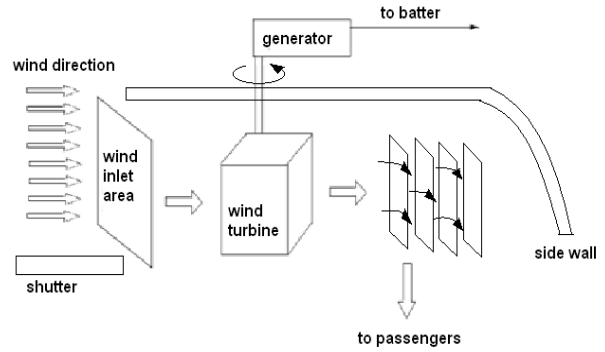 to batter
generator
wind direction
wind
inlet
area
wind
turbine
side wall
shutter
to passengers